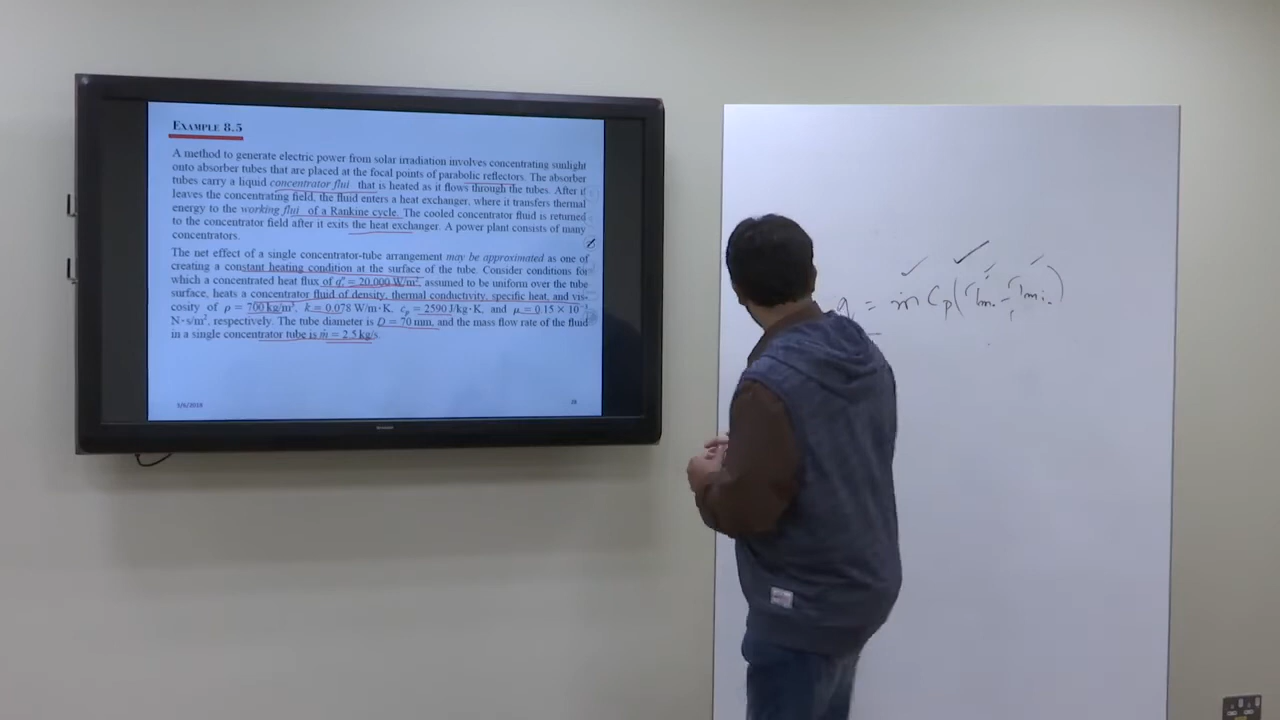 EXAMPLE 8.5
A method to generate electric power from solar irradiation involves concentrating sunlight
onto absorber tubes that are placed at the focal points of parabolic reflectors. The absorber
tubes carry a liquid concentrator flui that is heated as it flows through the tubes. After it
leaves the concentrating field, the fluid enters a heat exchanger, where it transfers thermal
energy to the working flui of a Rankine cycle. The cooled concentrator fluid is returned
to the concentrator field after it exits the heat exchanger. A power plant consists of many
concentrators.
The net effect of a single concentrator-tube arrangement may be approximated as one of
creating a constant heating condition at the surface of the tube. Consider conditions for
which a concentrated heat flux of q″ = 20,000 W/m², assumed to be uniform over the tube
surface, heats a concentrator fluid of density, thermal conductivity, specific heat, and vis-
cosity of ρ = 700 kg/m³, k = 0.078 W/m·K, cp = 2590 J/kg·K, and μ = 0.15 × 10
N·s/m², respectively. The tube diameter is D = 70 mm, and the mass flow rate of the fluid
in a single concentrator tube is ṁ = 2.5 kg/s.
q = ṁ Cp (Tm - Tmi)